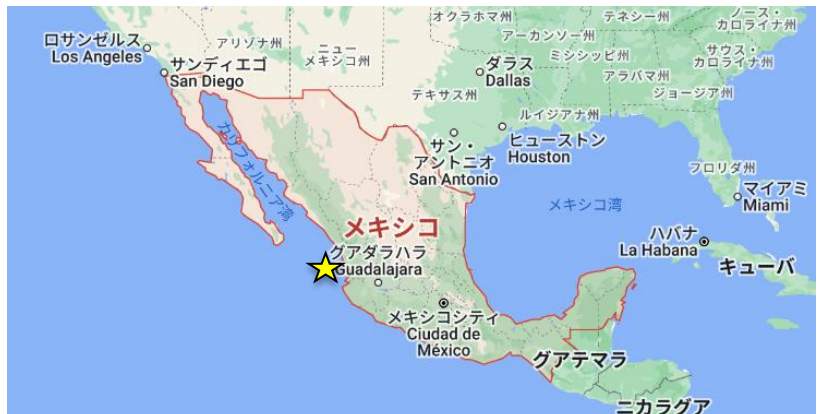 オクラホマ州
テネシー州
ノース・
カロライナ州
ロサンゼルス
Los Angeles
アリゾナ州
ニュー
メキシコ州
アーカンソー州
サウス・
カロライナ州
サンディエゴ
San Diego
ダラス
Dallas
ミシシッピ州
アラバマ州
ジョージア州
テキサス州
ルイジアナ州
カリフォルニア湾
サン・
アントニオ
San Antonio
ヒューストン
Houston
フロリダ州
マイアミ
Miami
メキシコ湾
メキシコ
ハバナ
La Habana
キューバ
グアダラハラ
Guadalajara
メキシコシティ
Ciudad de
México
グアテマラ
ニカラグア